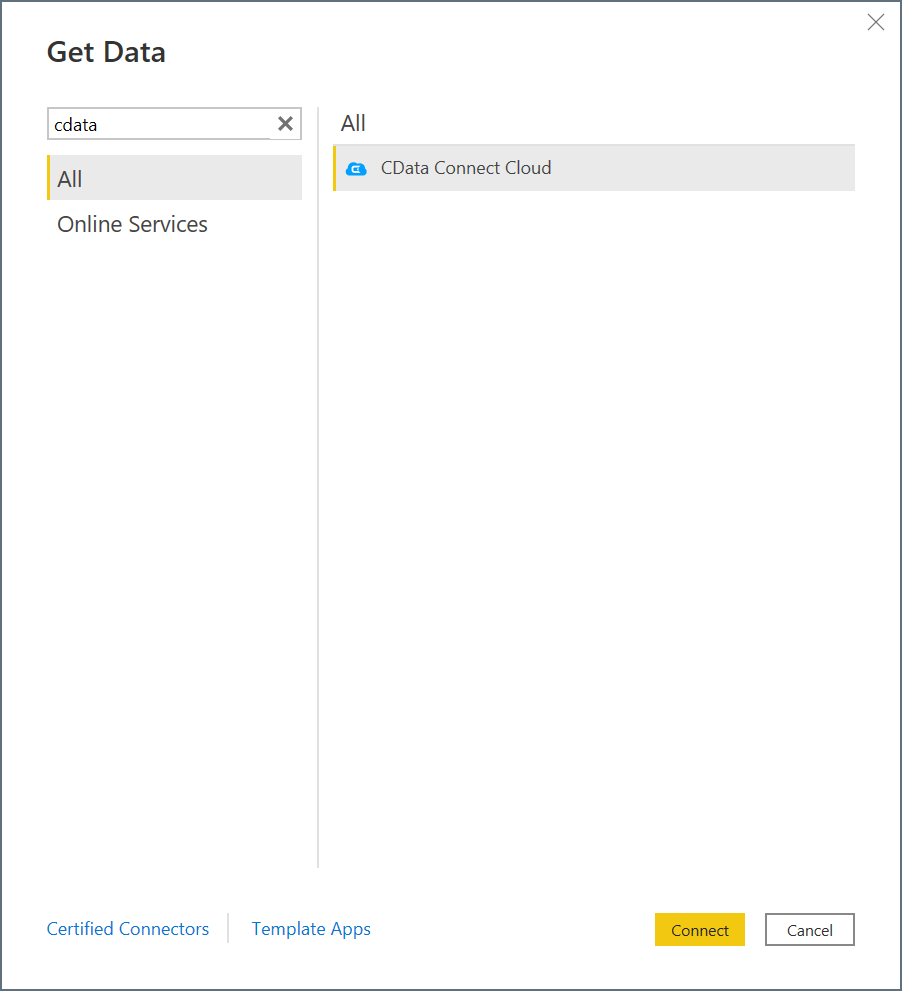 Get Data
cdata
All
Online Services
All
CData Connect Cloud
Certified Connectors
Template Apps
Connect
Cancel